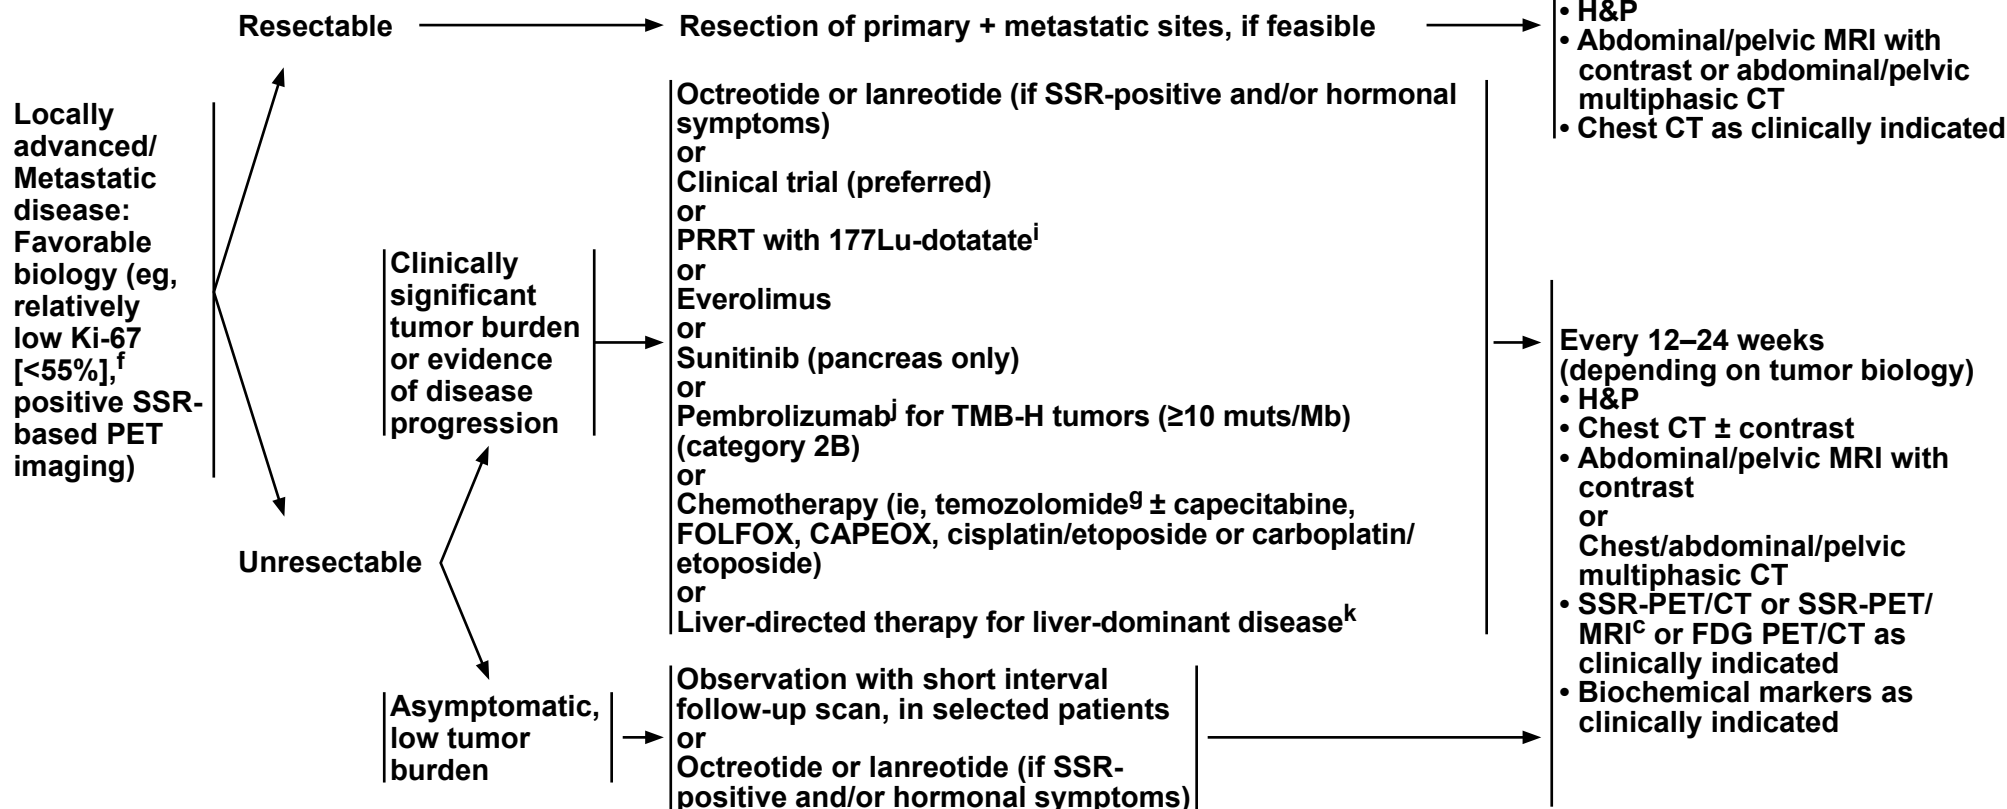 Resectable
Resection of primary + metastatic sites, if feasible
• H&P
• Abdominal/pelvic MRI with
contrast or abdominal/pelvic
multiphasic CT
• Chest CT as clinically indicated
Locally
advanced/
Metastatic
disease:
Favorable
biology (eg,
relatively
low Ki-67
[<55%],f
positive SSR-
based PET
imaging)
Unresectable
Clinically
significant
tumor burden
or evidence
of disease
progression
Octreotide or lanreotide (if SSR-positive and/or hormonal
symptoms)
or
Clinical trial (preferred)
or
PRRT with 177Lu-dotatatei
or
Everolimus
or
Sunitinib (pancreas only)
or
Pembrolizumabj for TMB-H tumors (≥10 muts/Mb)
(category 2B)
or
Chemotherapy (ie, temozolomideg ± capecitabine,
FOLFOX, CAPEOX, cisplatin/etoposide or carboplatin/
etoposide)
or
Liver-directed therapy for liver-dominant diseasek
Asymptomatic,
low tumor
burden
Observation with short interval
follow-up scan, in selected patients
or
Octreotide or lanreotide (if SSR-
positive and/or hormonal symptoms)
Every 12–24 weeks
(depending on tumor biology)
• H&P
• Chest CT ± contrast
• Abdominal/pelvic MRI with
contrast
or
Chest/abdominal/pelvic
multiphasic CT
• SSR-PET/CT or SSR-PET/
MRIc or FDG PET/CT as
clinically indicated
• Biochemical markers as
clinically indicated